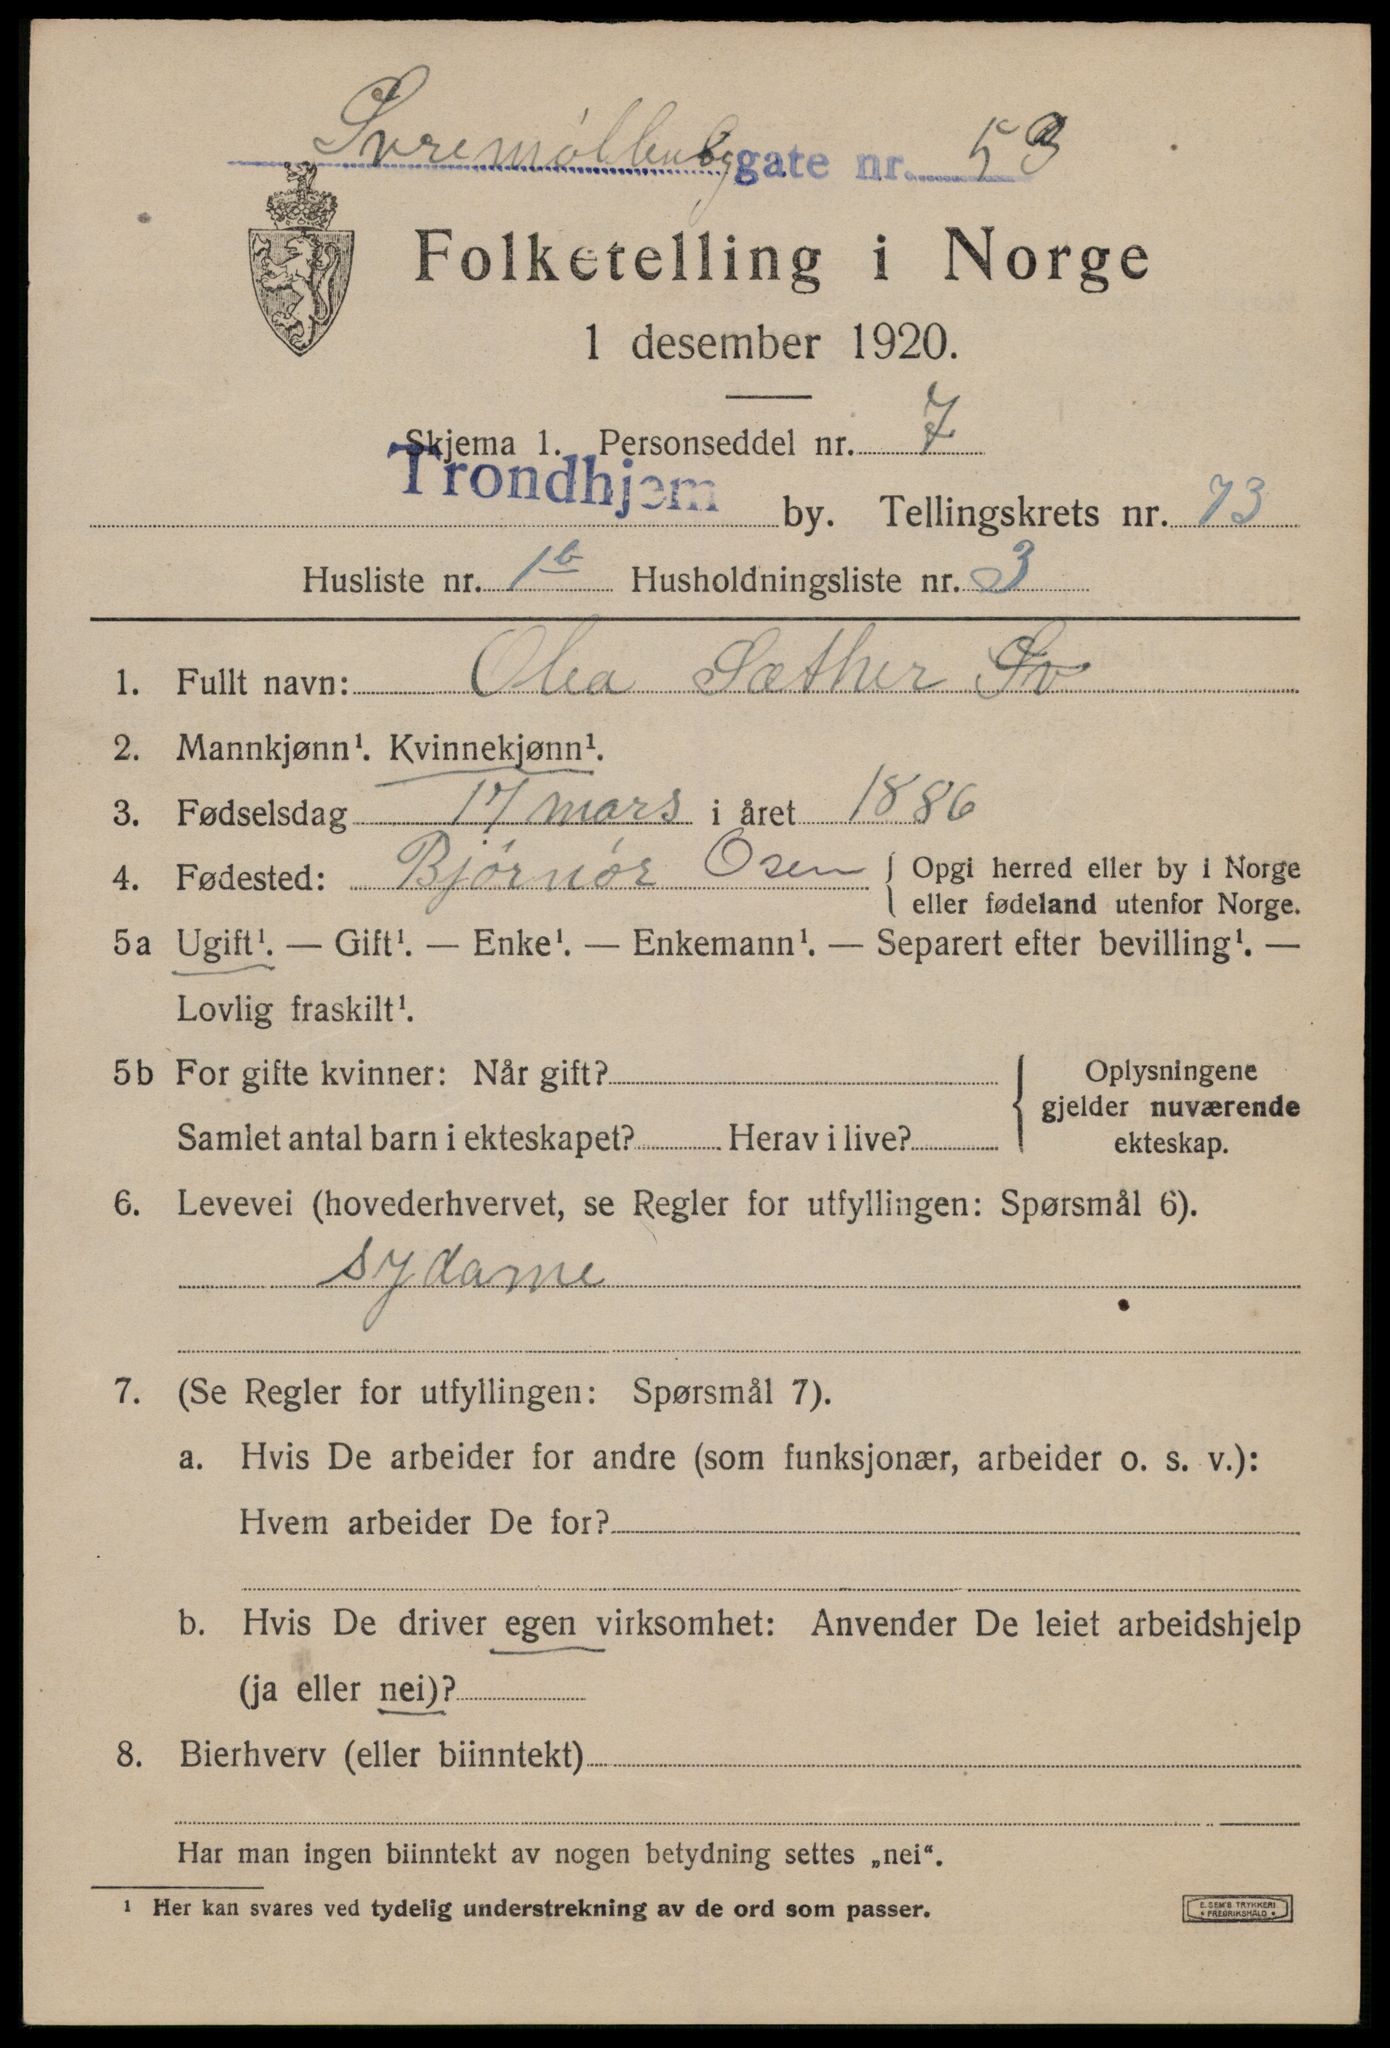 gate nr. 53
Folketelling i Norge
1 desember 1920.
Skjema 1. Personseddel nr. 7
Trondhjem by. Tellingskrets nr. 73
Husliste nr. 1b Husholdningsliste nr. 3
1. Fullt navn: Olea Sæther
2. Mannkjønn¹. Kvinnekjønn¹.
3. Fødselsdag 17 mars i året 1886
4. Fødested: Bjørnør Osen { Opgi herred eller by i Norge
eller fødeland utenfor Norge.
5a Ugift¹. — Gift¹. — Enke¹. — Enkemann¹. — Separert efter bevilling¹. —
Lovlig fraskilt¹.
5b For gifte kvinner: Når gift?
Samlet antal barn i ekteskapet? Herav i live?
Oplysningene
gjelder nuværende
ekteskap.
6. Levevei (hovederhvervet, se Regler for utfyllingen: Spørsmål 6).
sydame
7. (Se Regler for utfyllingen: Spørsmål 7).
a. Hvis De arbeider for andre (som funksjonær, arbeider o. s. v.):
Hvem arbeider De for?
b. Hvis De driver egen virksomhet: Anvender De leiet arbeidshjelp
(ja eller nei)?
8. Bierhverv (eller biinntekt)
Har man ingen biinntekt av nogen betydning settes „nei“.
¹ Her kan svares ved tydelig understrekning av de ord som passer.
E. SEM'S TRYKKERI
FREDRIKSHALD